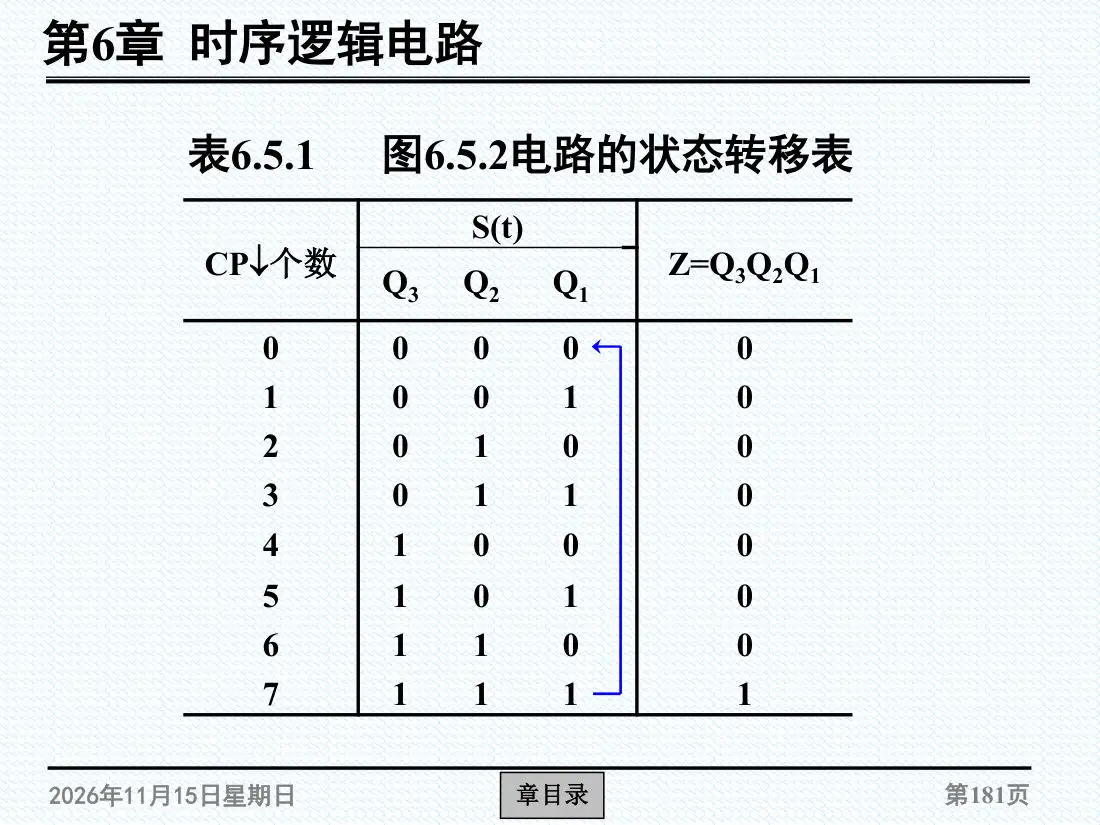 第6章 时序逻辑电路
表6.5.1 图6.5.2电路的状态转移表
CP↓个数 S(t) Z=Q₃Q₂Q₁
Q₃ Q₂ Q₁
0 0 0 0 0
1 0 0 1 0
2 0 1 0 0
3 0 1 1 0
4 1 0 0 0
5 1 0 1 0
6 1 1 0 0
7 1 1 1 1
2026年11月15日星期日 章目录 第181页